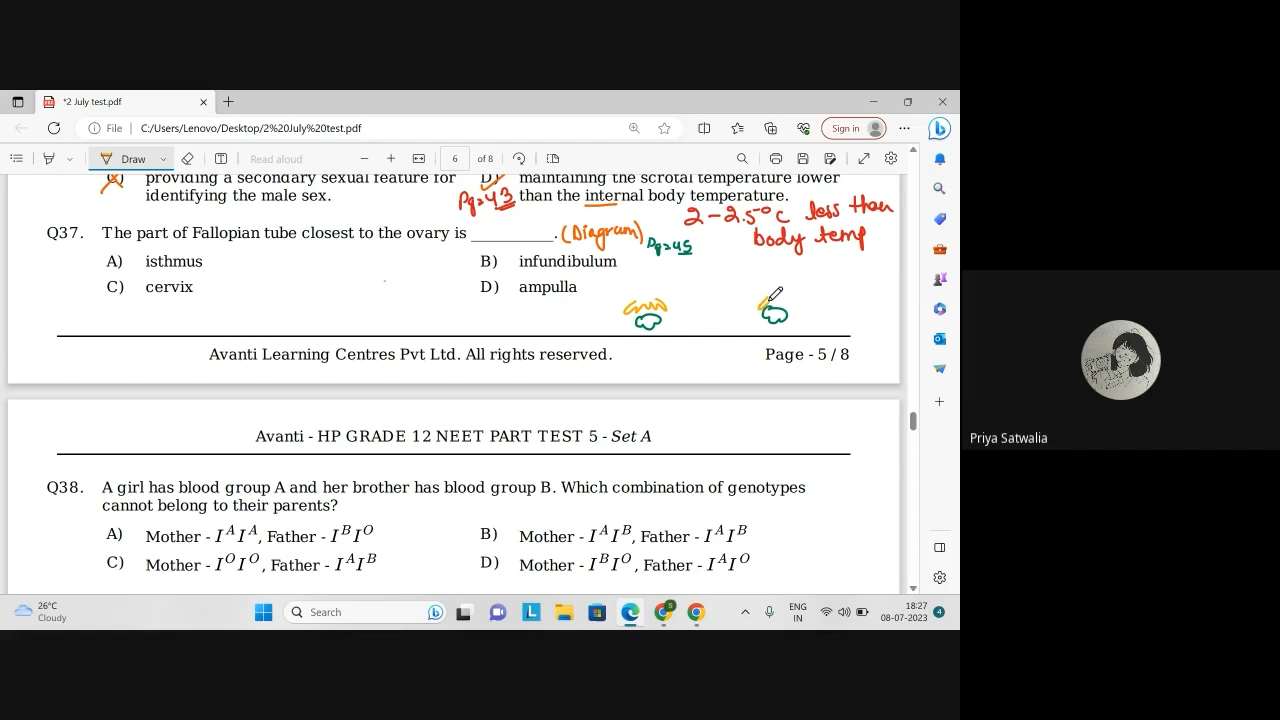 *2 July test.pdf
File
C:/Users/Lenovo/Desktop/2%20July%20test.pdf
Sign in
Draw
Read aloud
6
of 8
C) providing a secondary sexual feature for identifying the male sex.
D) maintaining the scrotal temperature lower than the internal body temperature.
Pg=43
2-2.5°C less than
body temp
Q37. The part of Fallopian tube closest to the ovary is __________. (Diagram) Pg=45
A) isthmus B) infundibulum
C) cervix D) ampulla
Avanti Learning Centres Pvt Ltd. All rights reserved. Page - 5 / 8
Avanti - HP GRADE 12 NEET PART TEST 5 - Set A
Q38. A girl has blood group A and her brother has blood group B. Which combination of genotypes
cannot belong to their parents?
A) Mother - I^A I^A, Father - I^B I^O B) Mother - I^A I^B, Father - I^A I^B
C) Mother - I^O I^O, Father - I^A I^B D) Mother - I^B I^O, Father - I^A I^O
Priya Satwalia
26°C
Cloudy
Search
ENG
IN
18:27
08-07-2023
4